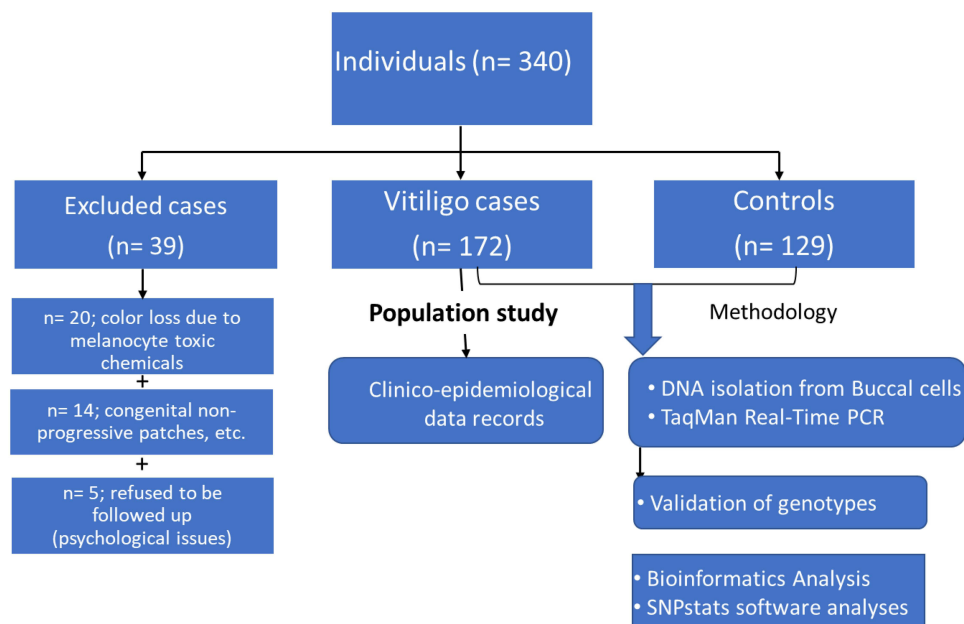 Individuals (n= 340)
Excluded cases
(n= 39)
Vitiligo cases
(n= 172)
Controls
(n= 129)
n= 20; color loss due to
melanocyte toxic
chemicals
+
n= 14; congenital non-
progressive patches, etc.
+
n= 5; refused to be
followed up
(psychological issues)
Population study
Clinico-epidemiological
data records
Methodology
• DNA isolation from Buccal cells
• TaqMan Real-Time PCR
• Validation of genotypes
• Bioinformatics Analysis
• SNPstats software analyses